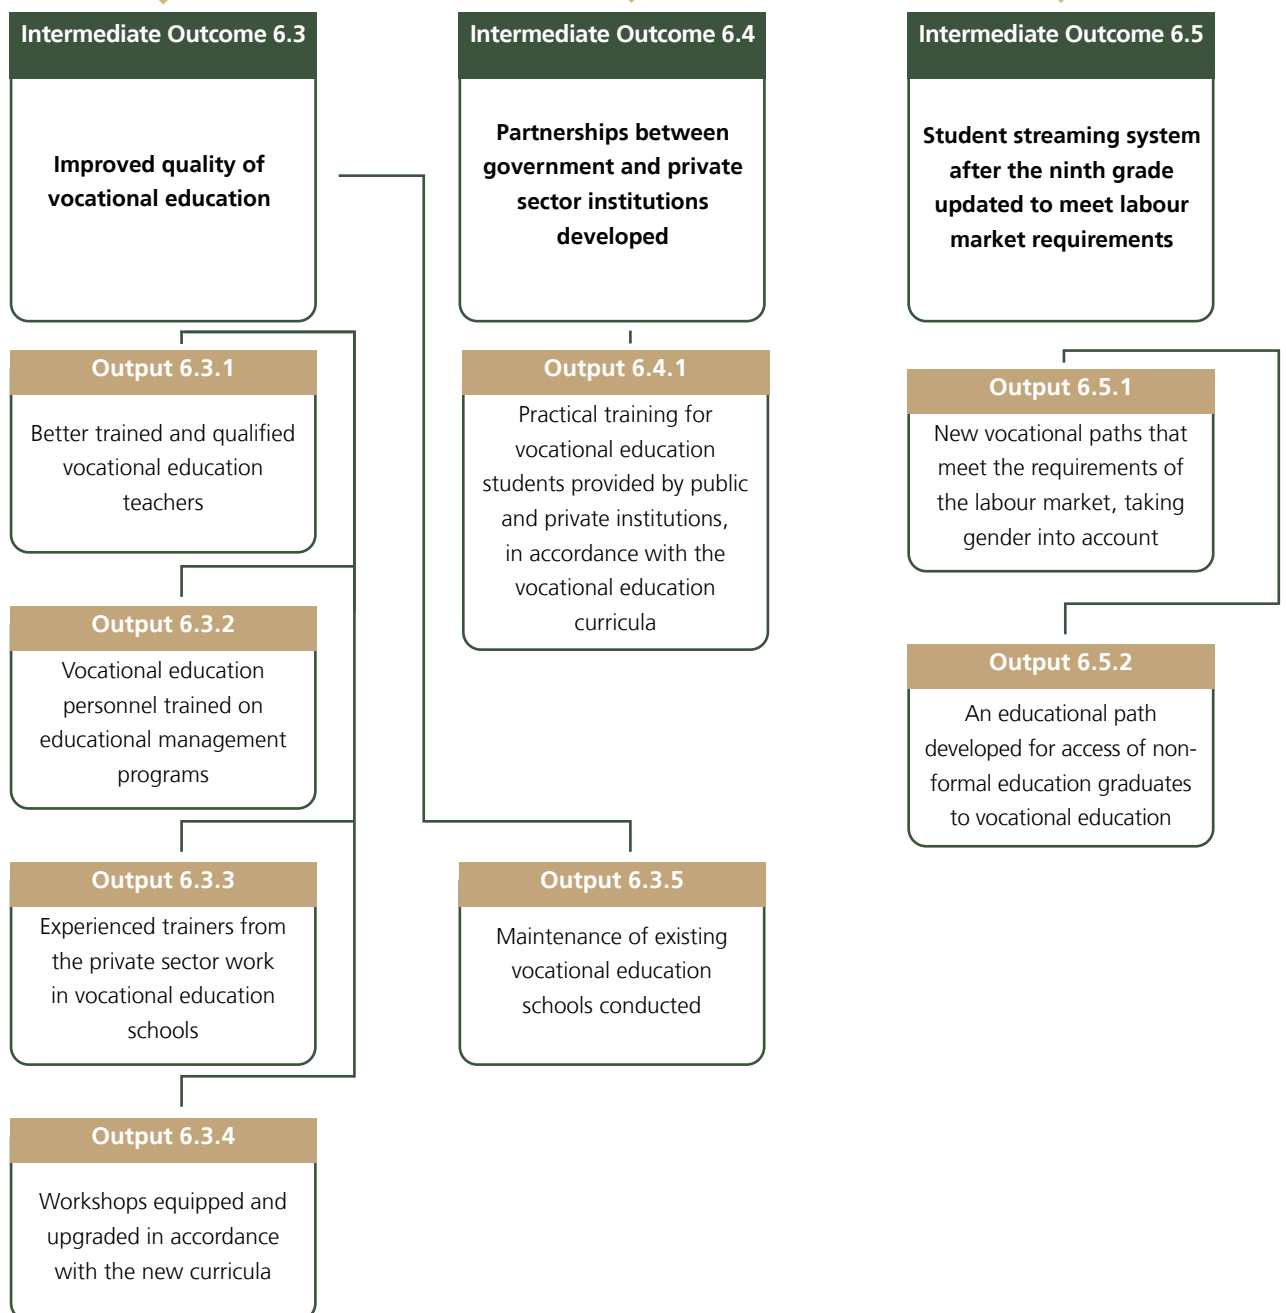 Intermediate Outcome 6.3
Improved quality of
vocational education
Output 6.3.1
Better trained and qualified
vocational education
teachers
Output 6.3.2
Vocational education
personnel trained on
educational management
programs
Output 6.3.3
Experienced trainers from
the private sector work
in vocational education
schools
Output 6.3.4
Workshops equipped and
upgraded in accordance
with the new curricula
Intermediate Outcome 6.4
Partnerships between
government and private
sector institutions
developed
Output 6.4.1
Practical training for
vocational education
students provided by public
and private institutions,
in accordance with the
vocational education
curricula
Output 6.3.5
Maintenance of existing
vocational education
schools conducted
Intermediate Outcome 6.5
Student streaming system
after the ninth grade
updated to meet labour
market requirements
Output 6.5.1
New vocational paths that
meet the requirements of
the labour market, taking
gender into account
Output 6.5.2
An educational path
developed for access of non-
formal education graduates
to vocational education